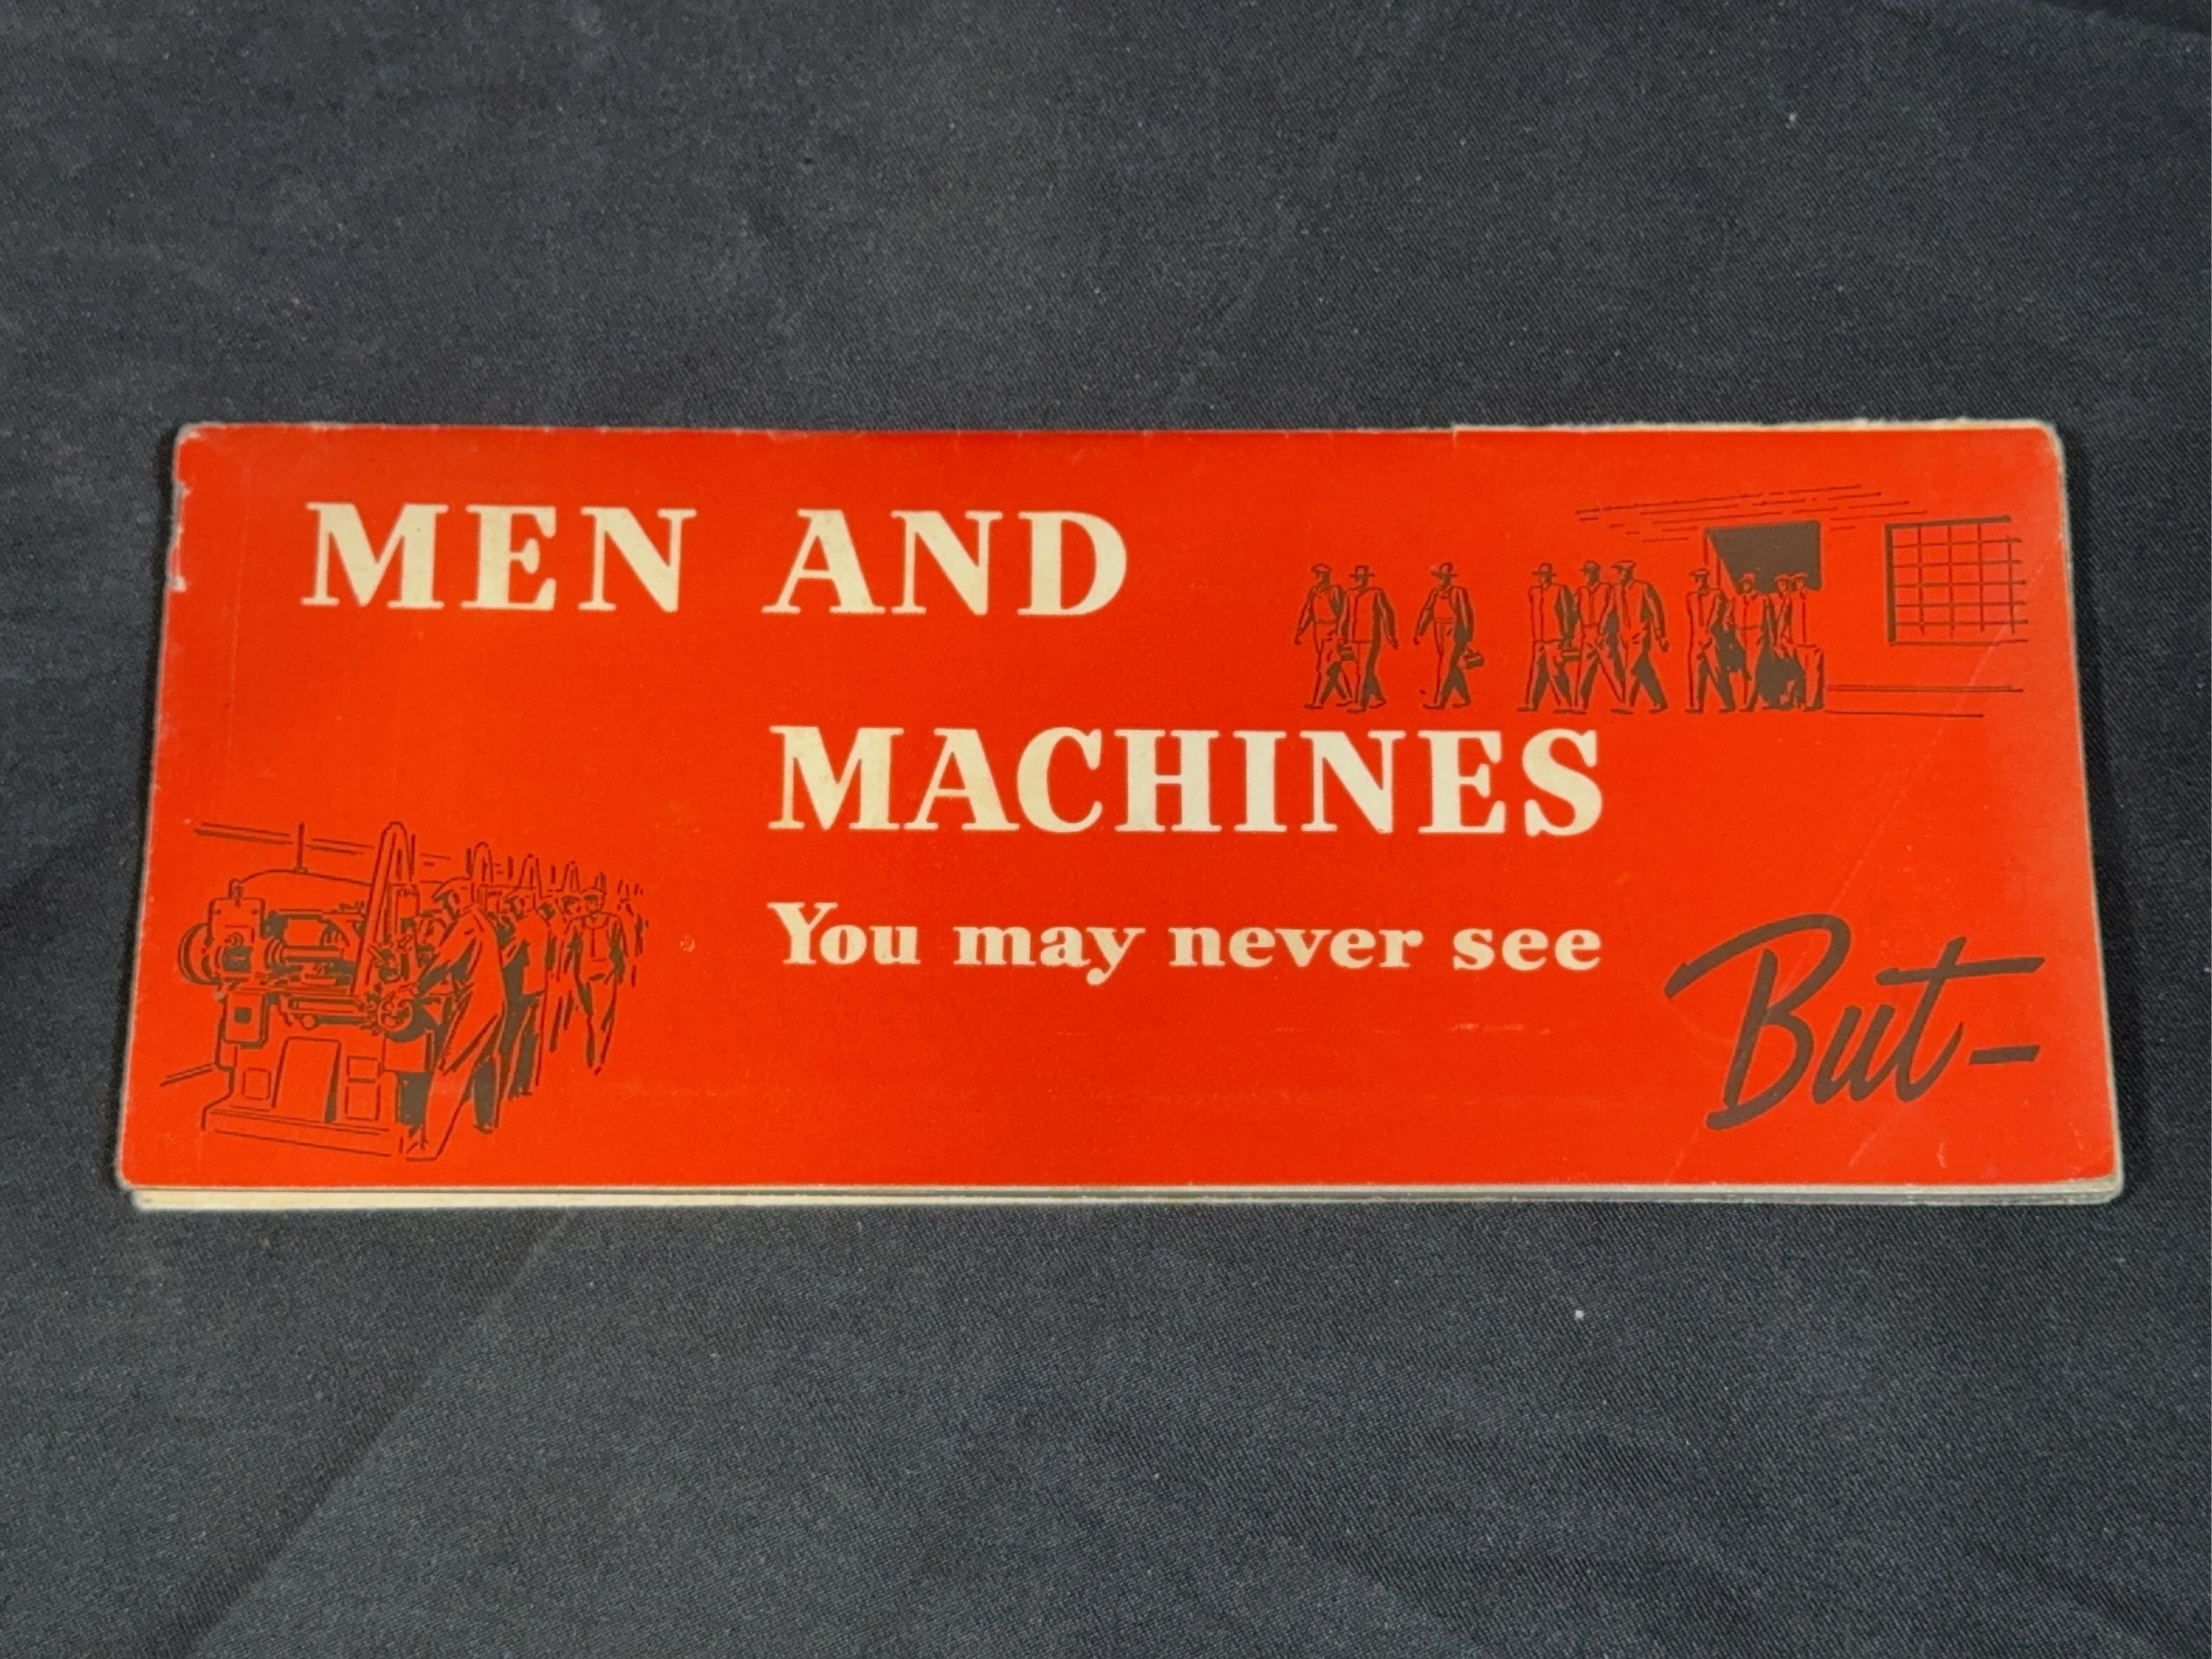 MEN AND
MACHINES
You may never see
But-